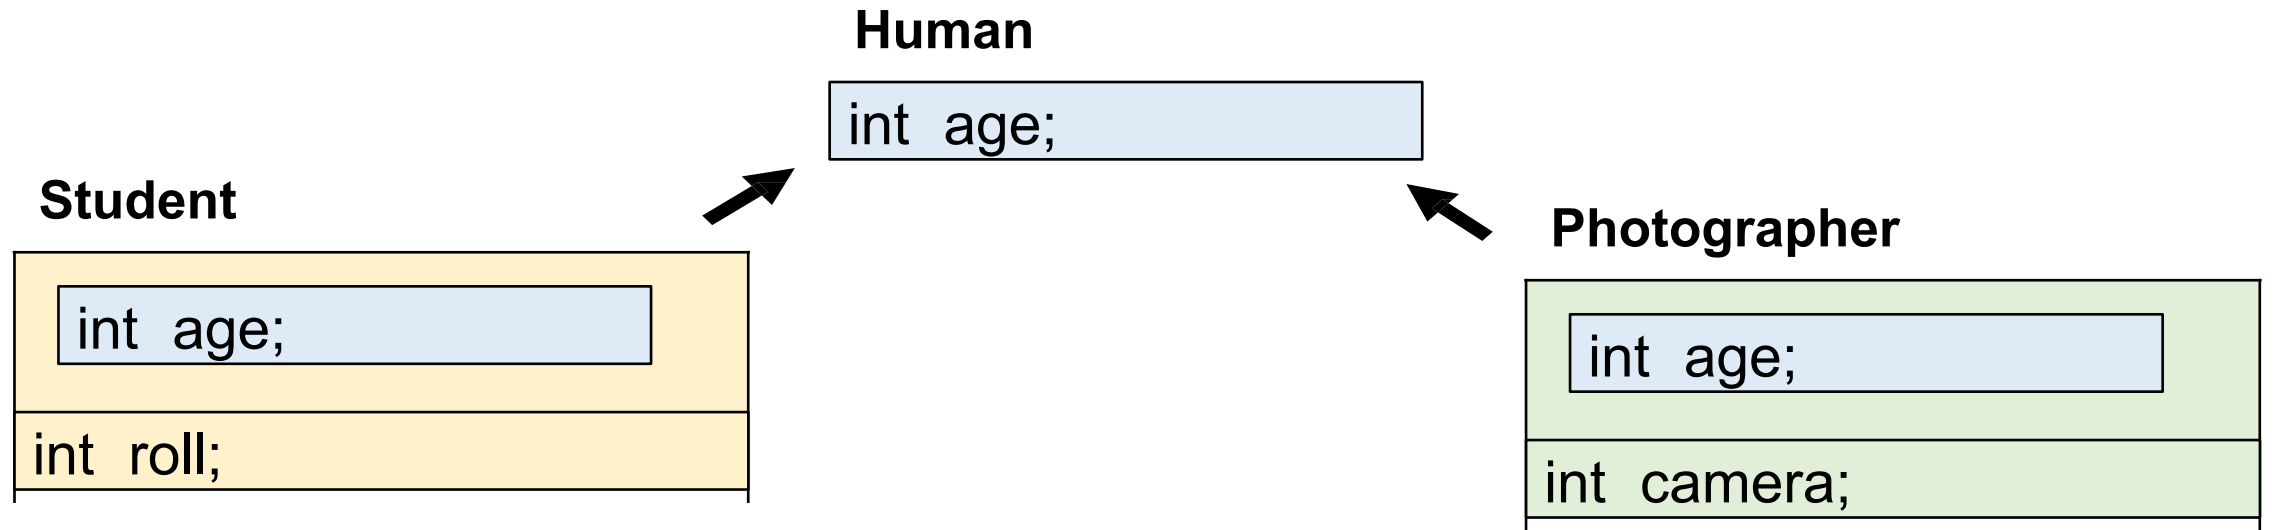 Human
int age;
Student
int age;
int roll;
Photographer
int age;
int camera;